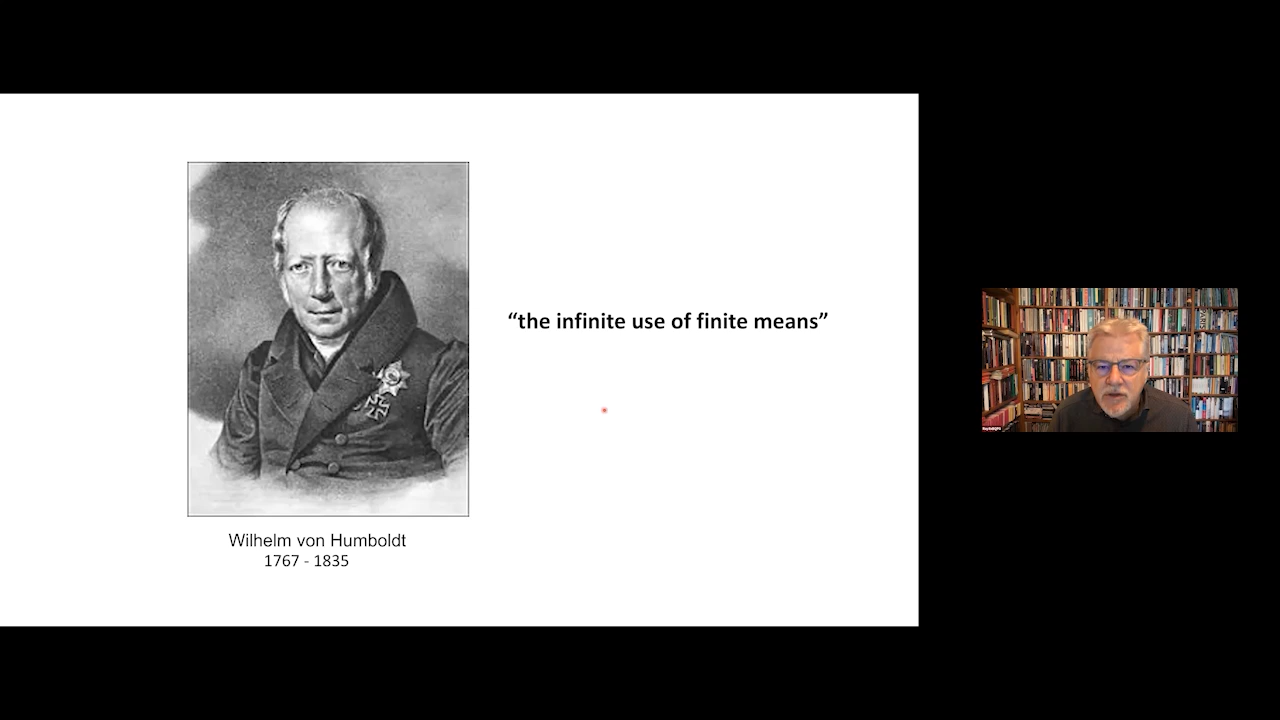 “the infinite use of finite means”
Wilhelm von Humboldt
1767 - 1835